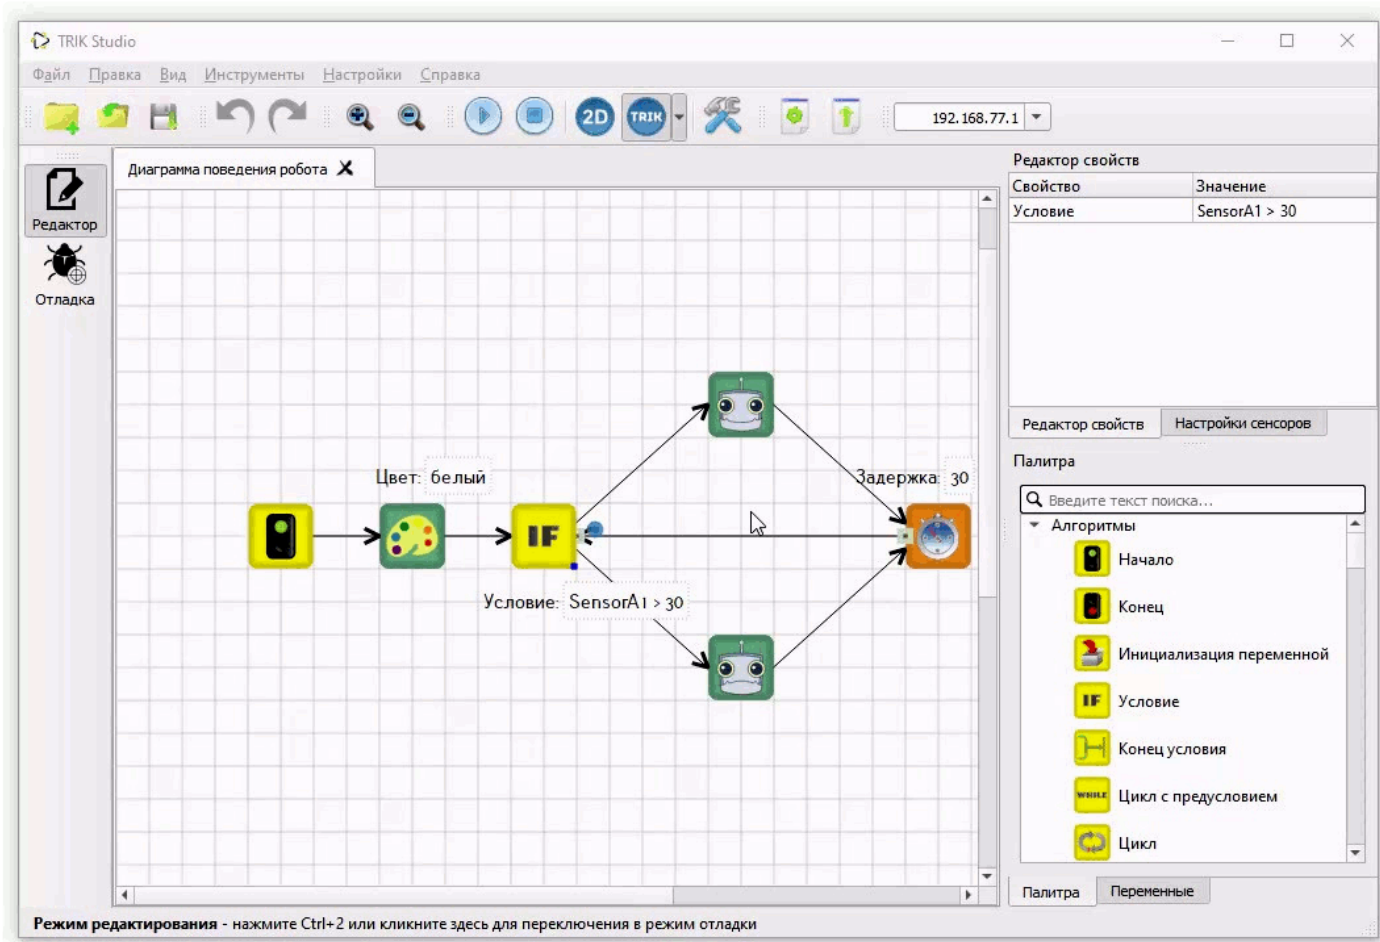 TRIK Studio
Файл Правка Вид Инструменты Настройки Справка
2D TRIK 192.168.77.1
Редактор
Отладка
Диаграмма поведения робота
Цвет: белый
Задержка: 30
IF
Условие: SensorA1 > 30
Редактор свойств
Свойство Значение
Условие SensorA1 > 30
Редактор свойств Настройки сенсоров
Палитра
Введите текст поиска...
Алгоритмы
Начало
Конец
Инициализация переменной
IF Условие
Конец условия
WHILE Цикл с предусловием
Цикл
Палитра Переменные
Режим редактирования - нажмите Ctrl+2 или кликните здесь для переключения в режим отладки